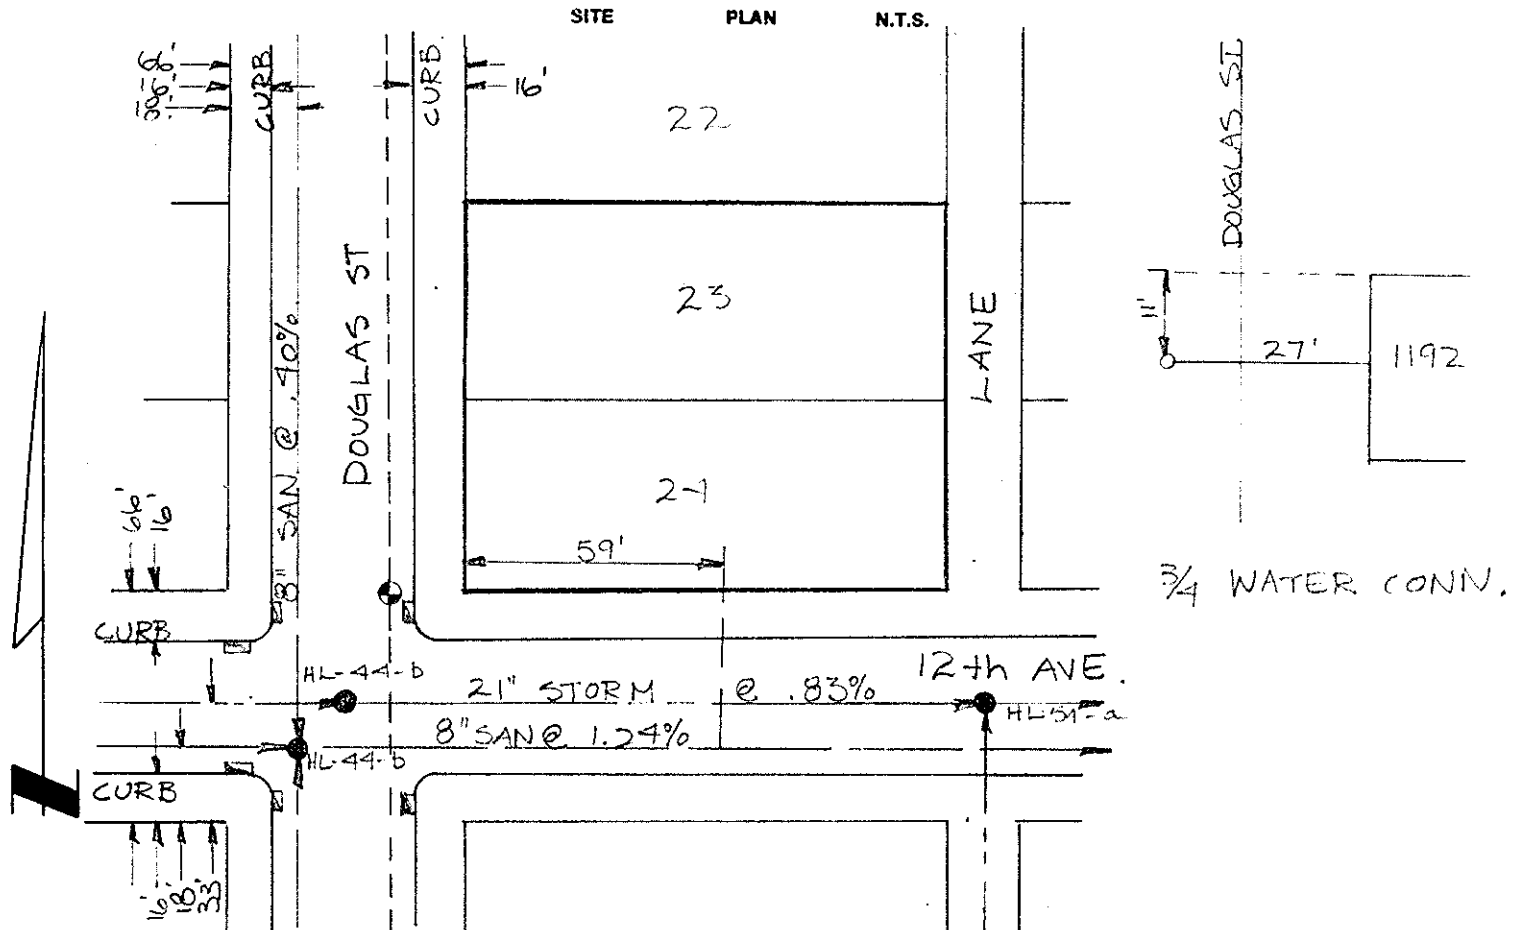 SITE PLAN N.T.S.
66'
16'
CURB
CURB
16'
22
DOUGLAS ST
23
LANE
DOUGLAS ST
11'
27'
1192
8" SAN @ .40%
66'
16'
59'
3/4 WATER CONN.
CURB
HL-44-b
21" STORM @ .83%
12th AVE.
8" SAN @ 1.24%
HL-44-b
CURB
16'
18'
33'